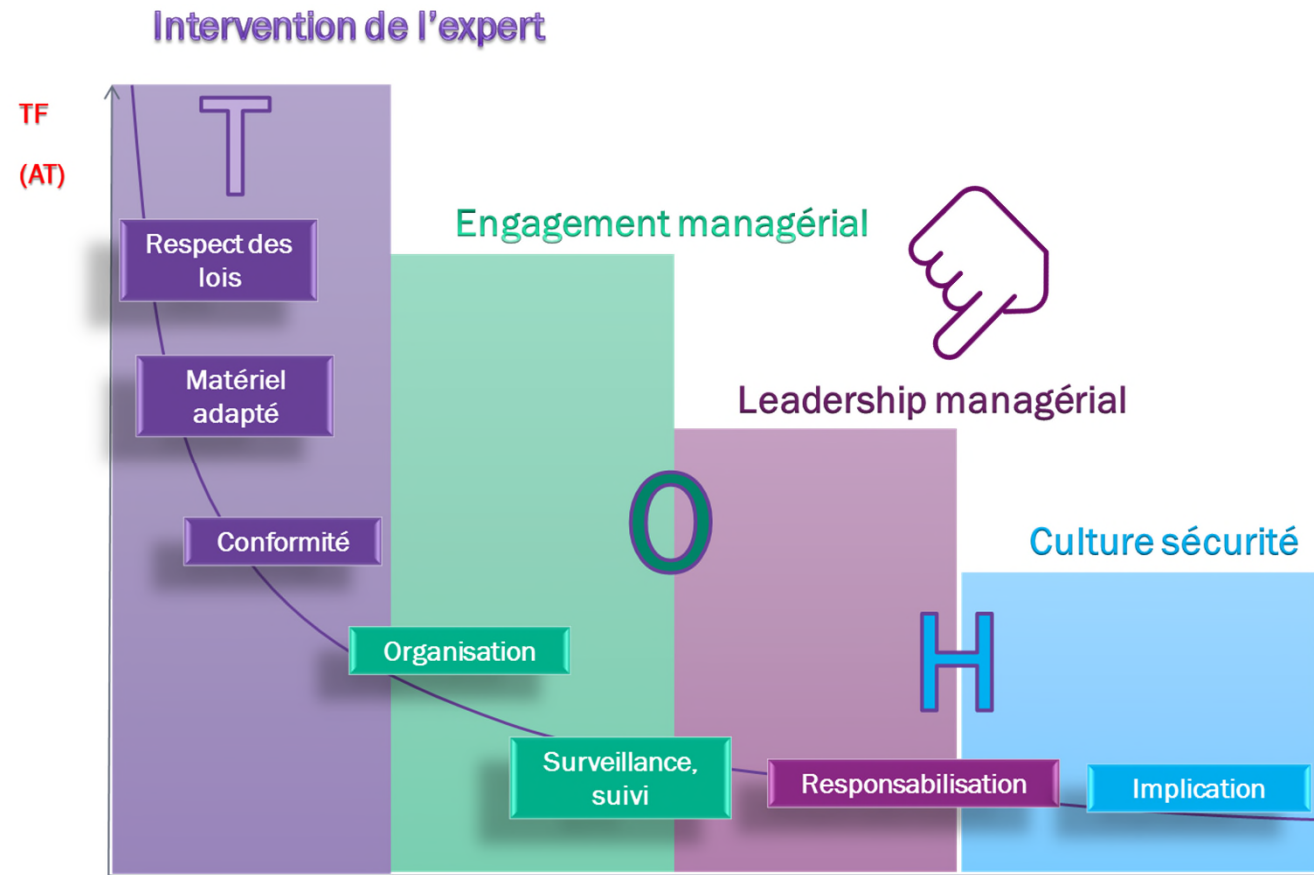 Intervention de l'expert
TF
(AT)
T
Respect des
lois
Matériel
adapté
Conformité
Engagement managérial
Organisation
O
Surveillance,
suivi
Leadership managérial
Responsabilisation
H
Culture sécurité
Implication